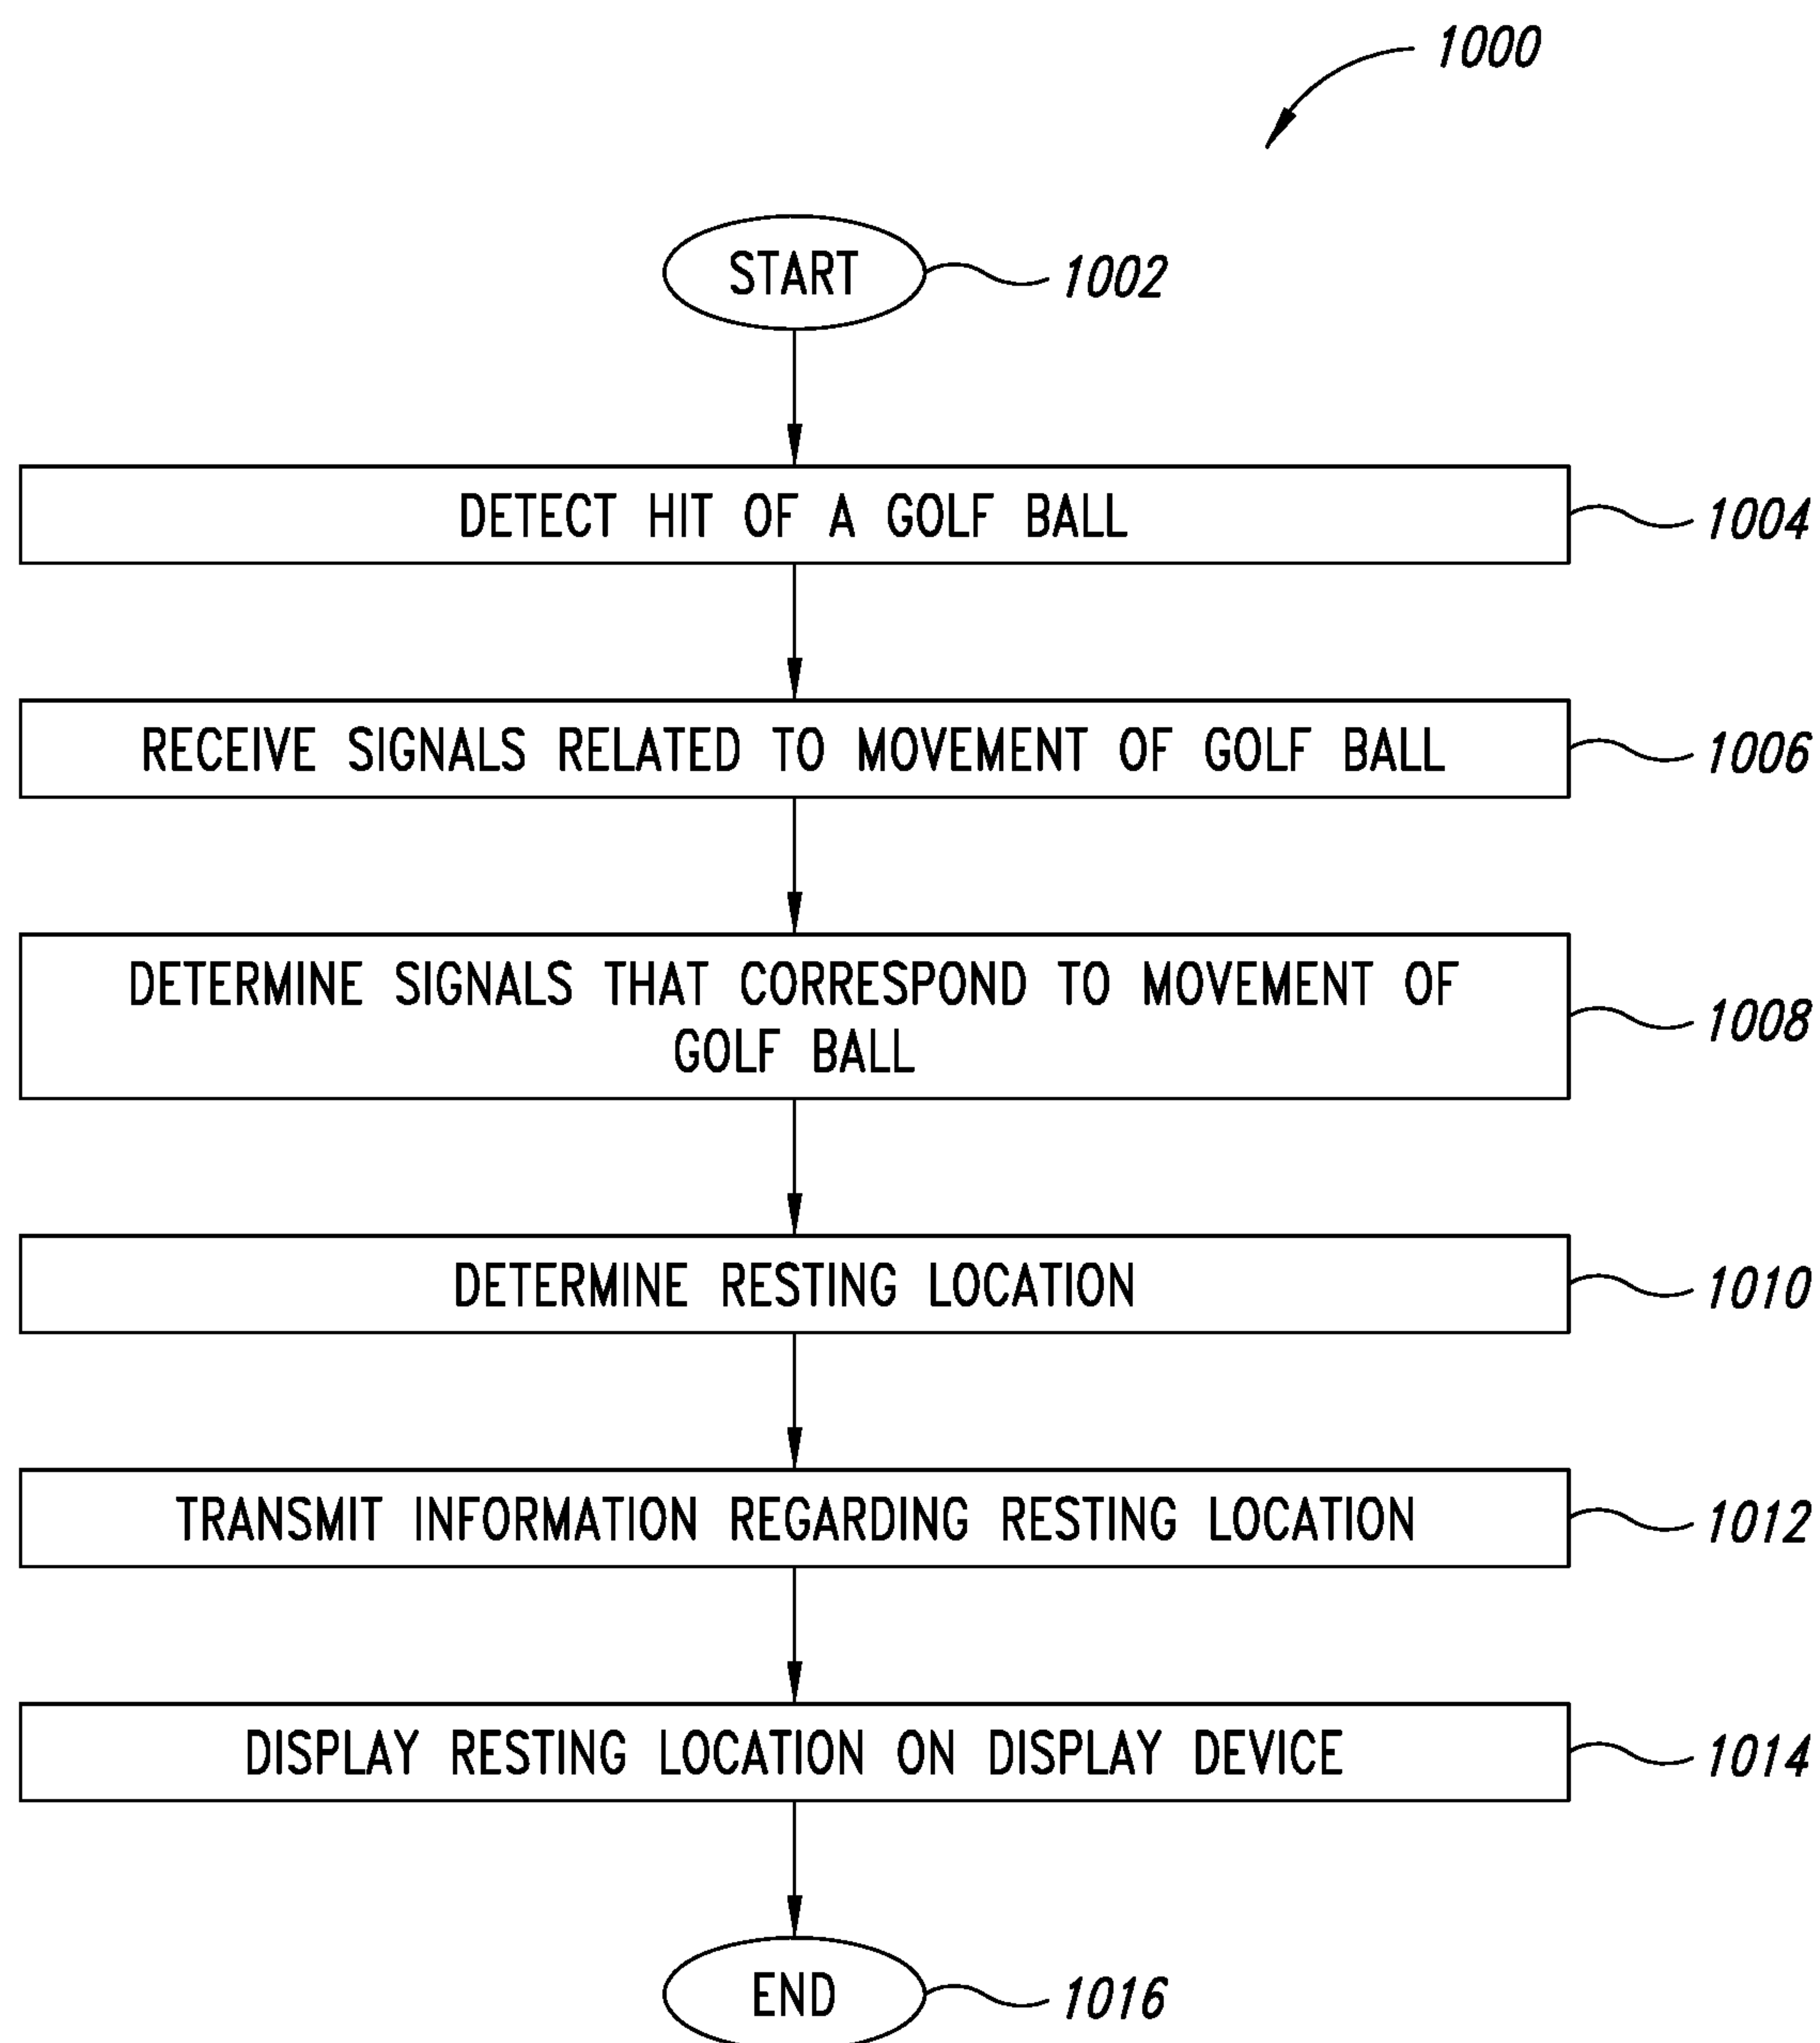 1000
START
1002
DETECT HIT OF A GOLF BALL
1004
RECEIVE SIGNALS RELATED TO MOVEMENT OF GOLF BALL
1006
DETERMINE SIGNALS THAT CORRESPOND TO MOVEMENT OF
GOLF BALL
1008
DETERMINE RESTING LOCATION
1010
TRANSMIT INFORMATION REGARDING RESTING LOCATION
1012
DISPLAY RESTING LOCATION ON DISPLAY DEVICE
1014
END
1016